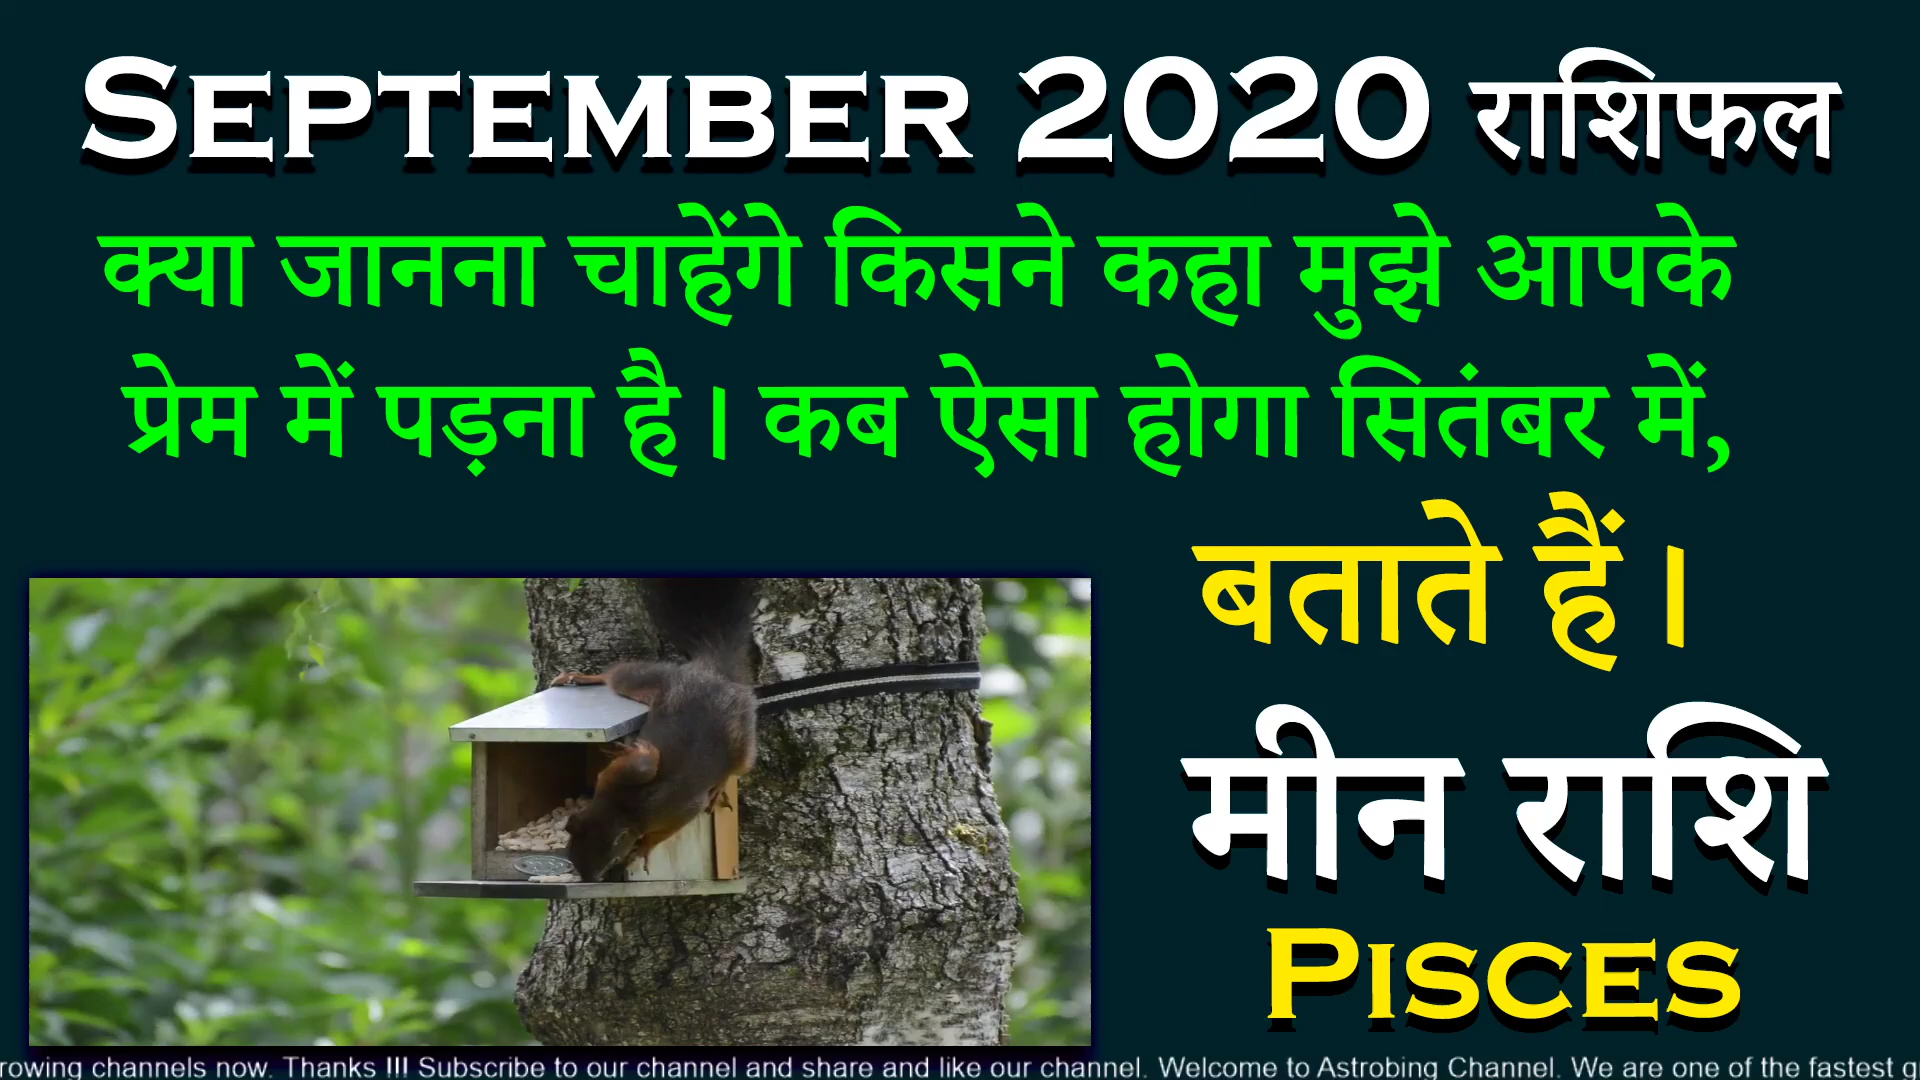 September 2020 राशिफल
क्या जानना चाहेंगे किसने कहा मुझे आपके
प्रेम में पड़ना है। कब ऐसा होगा सितंबर में,
बताते हैं।
मीन राशि
Pisces
rowing channels now. Thanks !!! Subscribe to our channel and share and like our channel. Welcome to Astrobing Channel. We are one of the fastest g